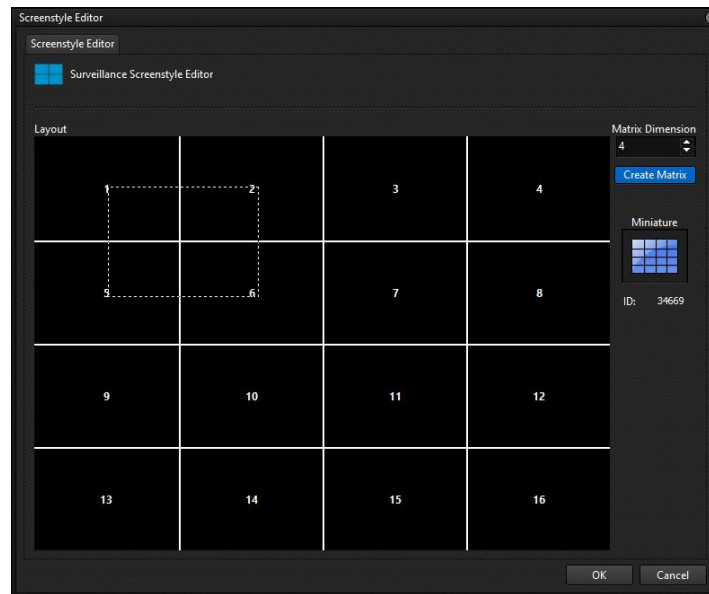 Screenstyle Editor
Screenstyle Editor
Surveillance Screenstyle Editor
Layout
Matrix Dimension
4
Create Matrix
Miniature
ID: 34669
1 2 3 4
5 6 7 8
9 10 11 12
13 14 15 16
OK Cancel